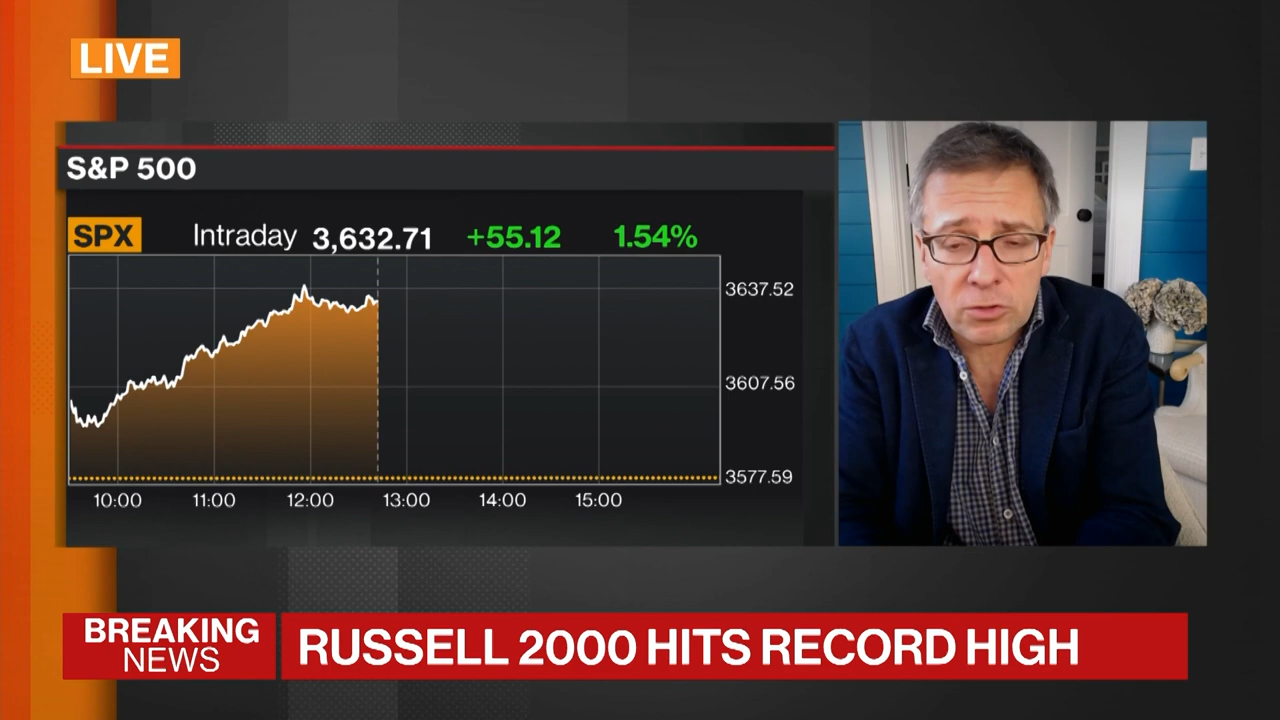 LIVE
S&P 500
SPX Intraday 3,632.71 +55.12 1.54%
3637.52
3607.56
3577.59
10:00 11:00 12:00 13:00 14:00 15:00
BREAKING
NEWS
RUSSELL 2000 HITS RECORD HIGH